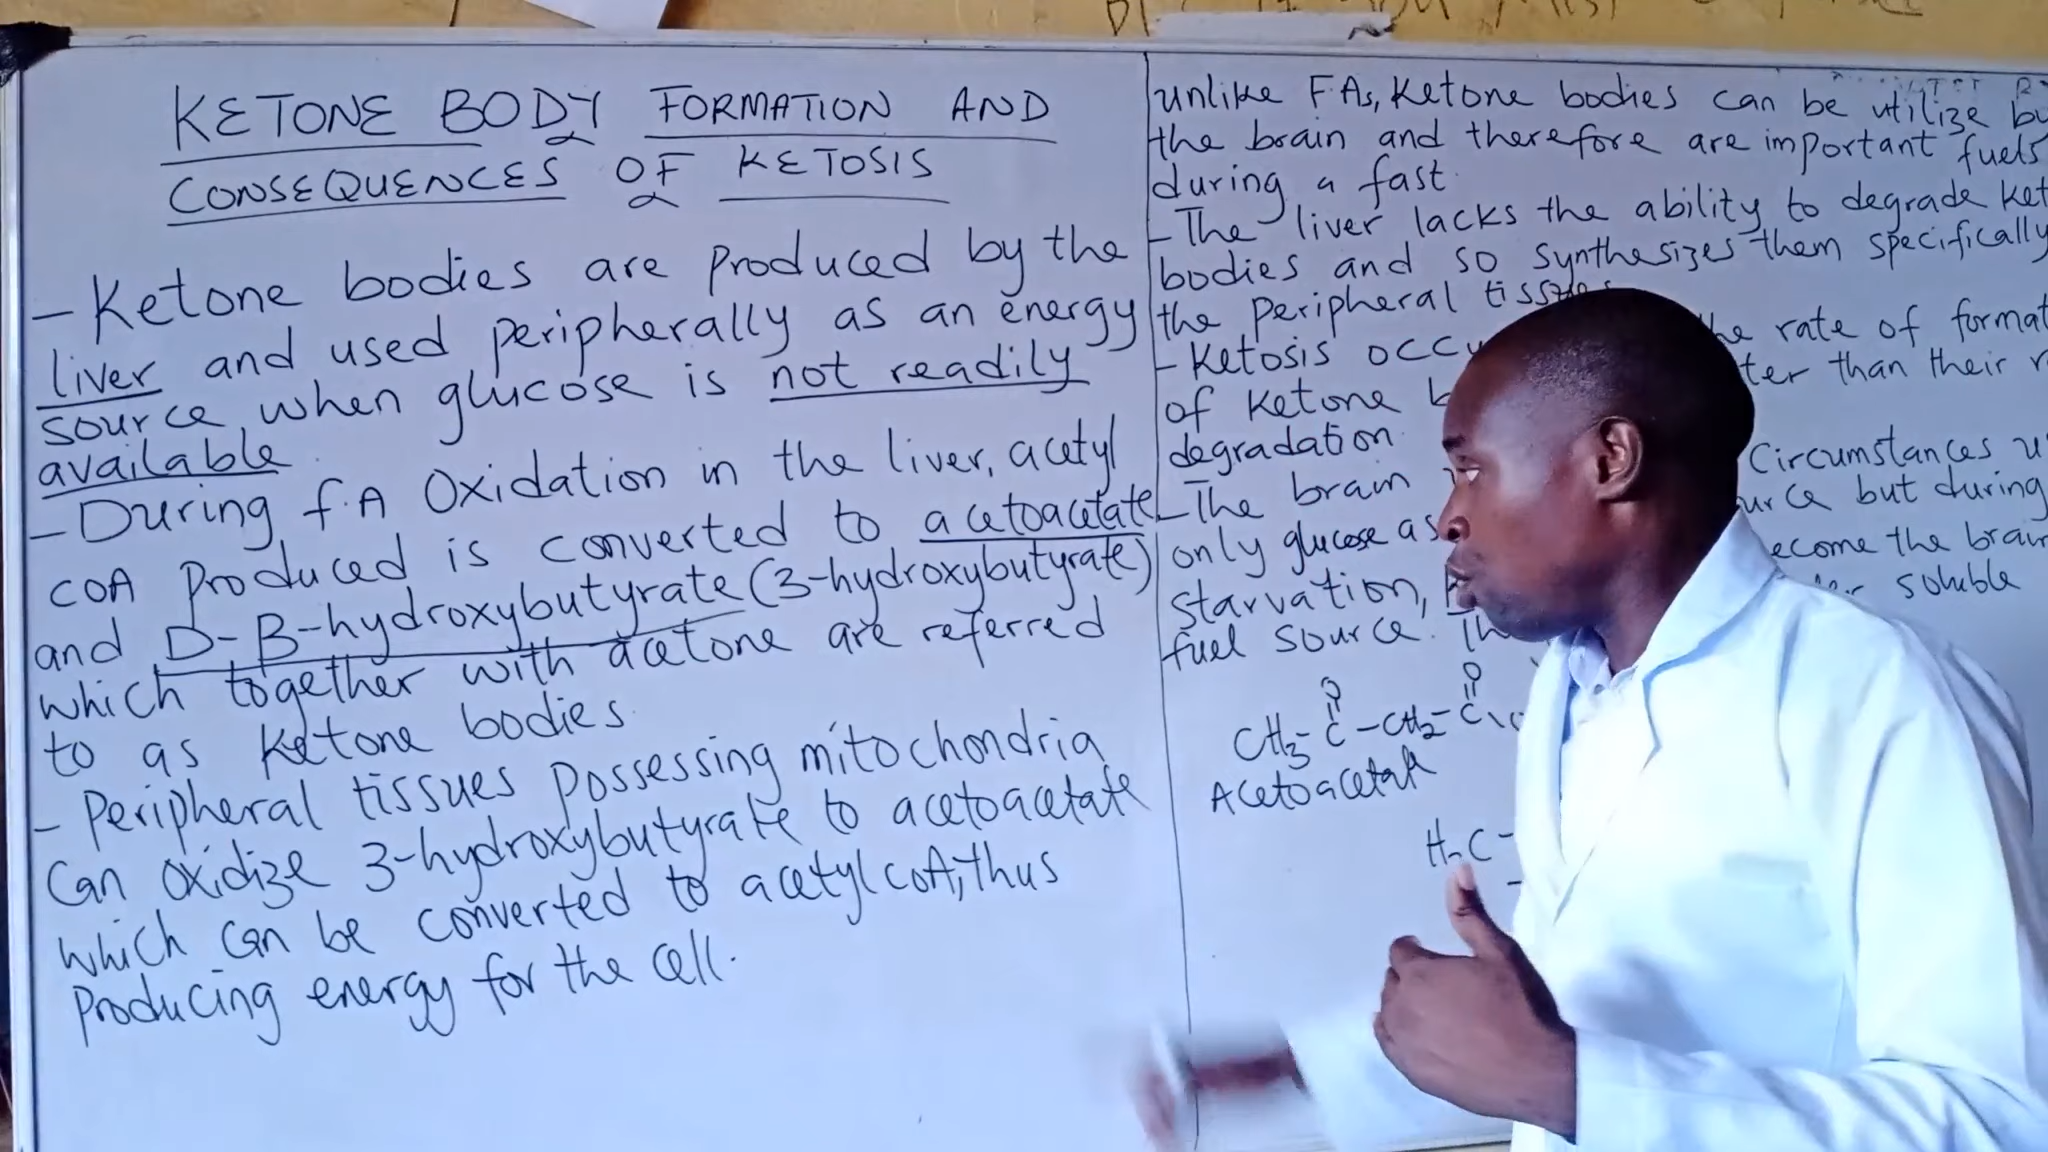 KETONE BODY FORMATION AND
CONSEQUENCES OF KETOSIS
- Ketone bodies are produced by the
liver and used peripherally as an energy
source when glucose is not readily
available.
- During f.A Oxidation in the liver, acetyl
COA Produced is converted to acetoacetate
and D-B-hydroxybutyrate (3-hydroxybutyrate)
which together with acetone are referred
to as Ketone bodies.
- Peripheral tissues Possessing mitochondria
Can oxidize 3-hydroxybutyrate to acetoacetate
which can be converted to acetylcoA, thus
Producing energy for the cell.
unlike F.As, Ketone bodies can be utilize
the brain and therefore are important fuels
during a fast.
- The liver lacks the ability to degrade
bodies and so synthesizes them specifically
the Peripheral
- Ketosis rate of
of Ketone than their
degradation.
- The brain Circumstances
only glucose as but during
Starvation, the
fuel source. soluble
O O
CH3-C-CH2-C
Acetoacetate